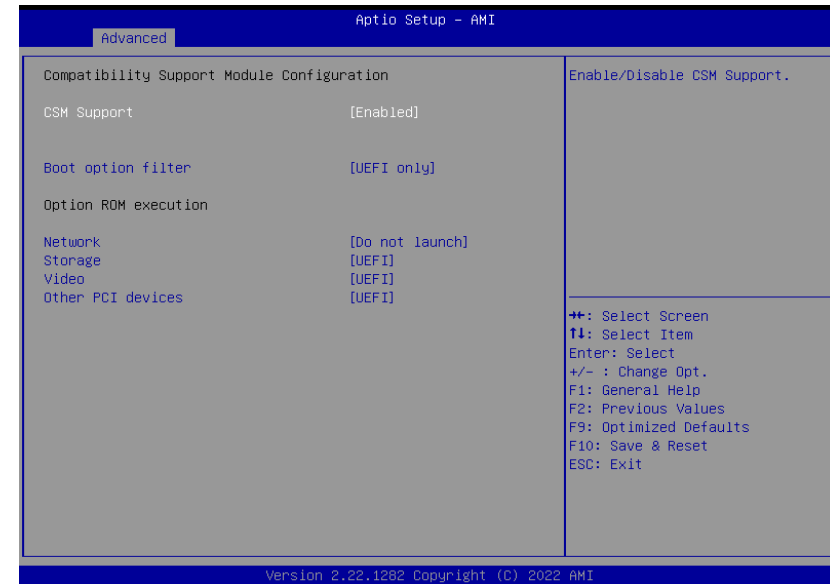 Aptio Setup – AMI
Advanced
Compatibility Support Module Configuration
CSM Support [Enabled]
Boot option filter [UEFI only]
Option ROM execution
Network [Do not launch]
Storage [UEFI]
Video [UEFI]
Other PCI devices [UEFI]
Enable/Disable CSM Support.
→←: Select Screen
↑↓: Select Item
Enter: Select
+/- : Change Opt.
F1: General Help
F2: Previous Values
F9: Optimized Defaults
F10: Save & Reset
ESC: Exit
Version 2.22.1282 Copyright (C) 2022 AMI